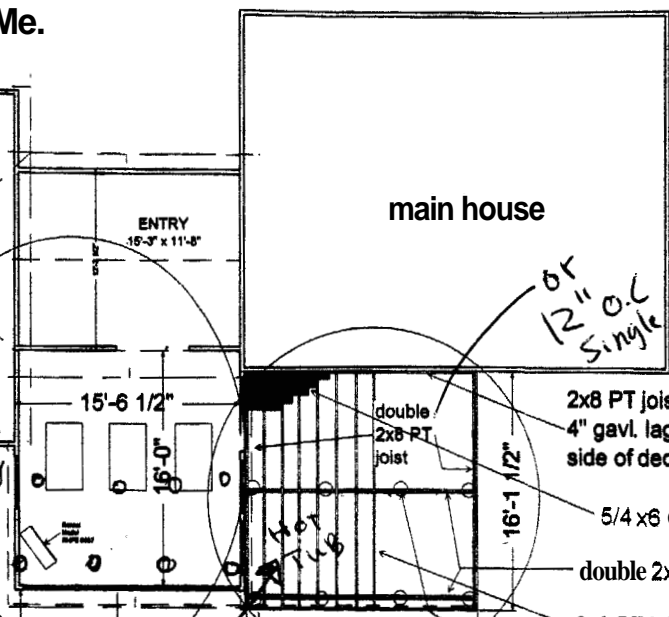 Me.
ENTRY
15'-3" x 11'-8"
main house
or
12" O.C
Single
15'-6 1/2"
16'-0"
double
2x8 PT
joist
2x8 PT jois
4" gavl. lag
side of dec
16'-1 1/2"
5/4 x6
HOT
TUB
double 2x